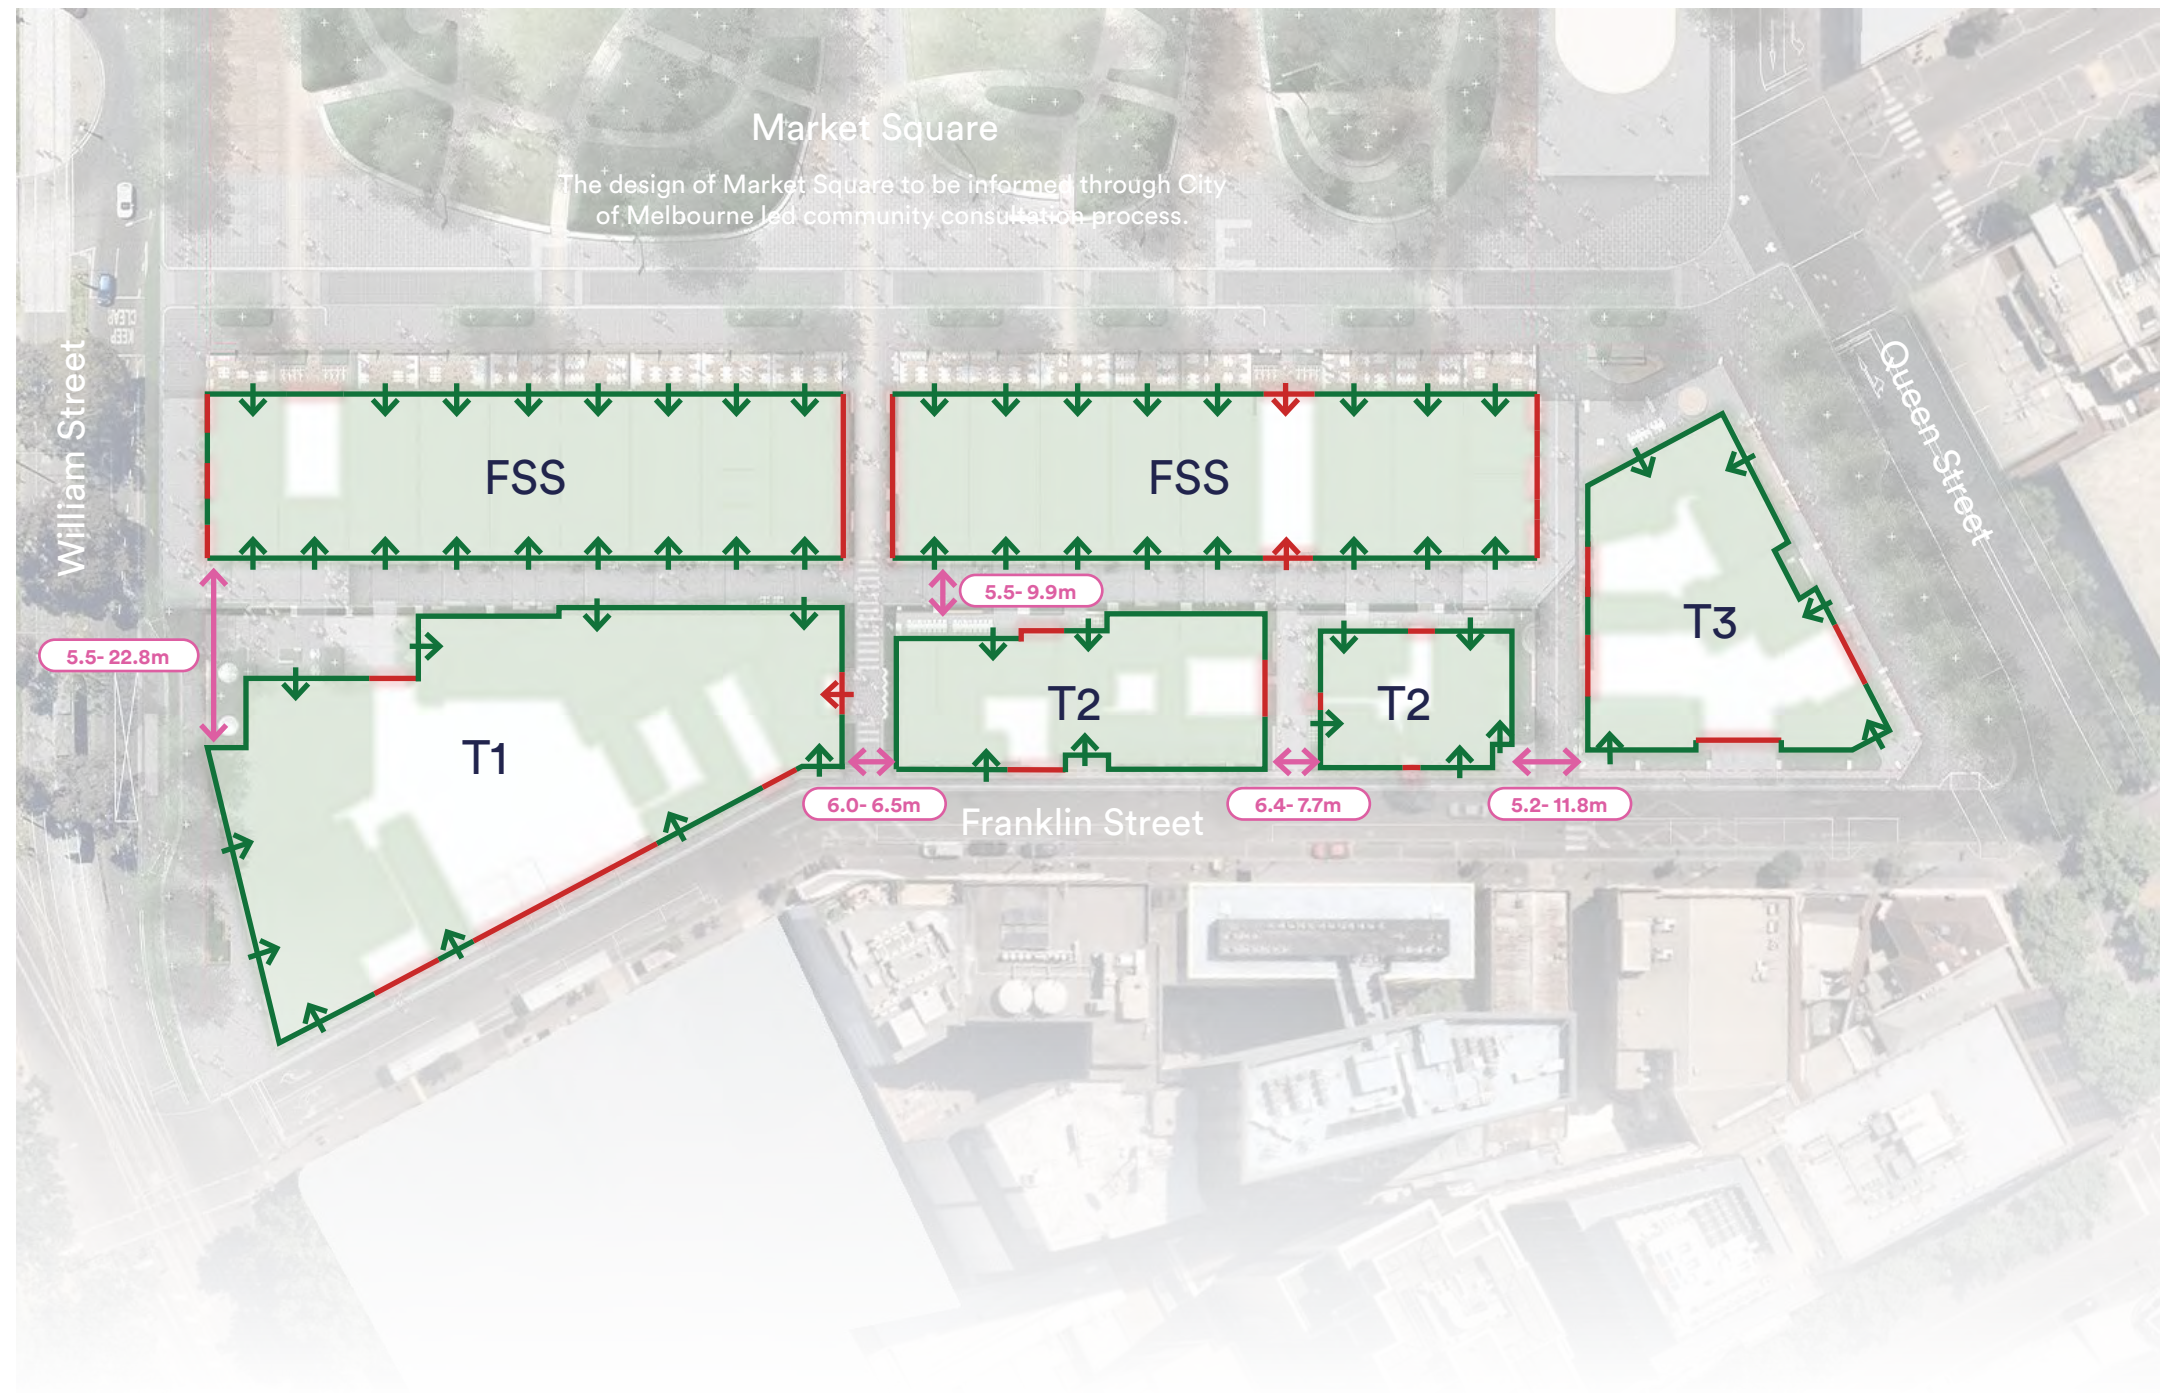 Market Square
The design of Market Square to be informed through City
of Melbourne led community consultation process.
E
KEEP
CLEAR
William Street
Queen Street
FSS
FSS
5.5- 9.9m
5.5- 22.8m
T1
T2
T2
T3
6.0- 6.5m
6.4- 7.7m
5.2- 11.8m
Franklin Street